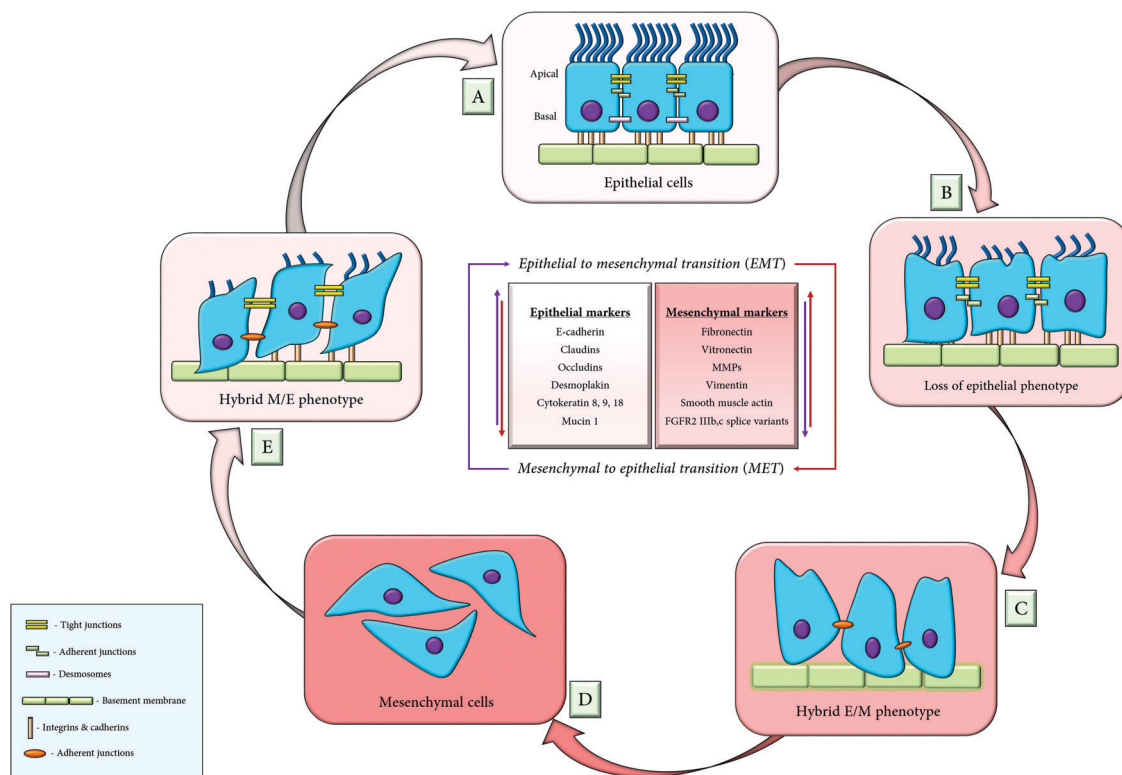 A
Apical
Basal
Epithelial cells
B
Loss of epithelial phenotype
Hybrid M/E phenotype
E
Epithelial to mesenchymal transition (EMT)
Epithelial markers
E-cadherin
Claudins
Occludins
Desmoplakin
Cytokeratin 8, 9, 18
Mucin 1
Mesenchymal markers
Fibronectin
Vitronectin
MMPs
Vimentin
Smooth muscle actin
FGFR2 IIIb,c splice variants
Mesenchymal to epithelial transition (MET)
C
Hybrid E/M phenotype
D
Mesenchymal cells
- Tight junctions
- Adherent junctions
- Desmosomes
- Basement membrane
- Integrins & cadherins
- Adherent junctions